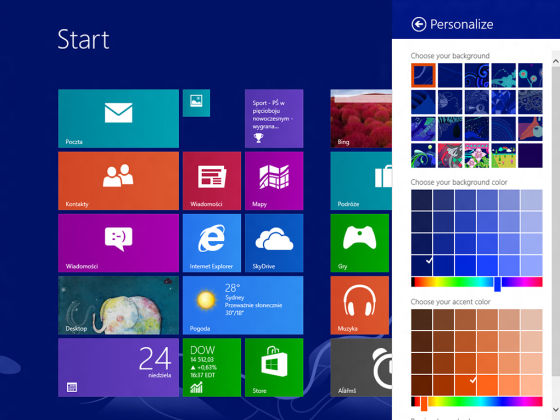 Start
Personalize
Choose your background
Choose your background color
Choose your accent color
Poczta
Sport - PŚ w
pięcioboju
nowoczesnym -
wygrana...
Bing
Kontakty
Wiadomości
Mapy
Podróże
Wiadomości
Internet Explorer
SkyDrive
Gry
Desktop
28°
Sydney
Przeważnie słonecznie
30°/18°
Pogoda
Muzyka
24
niedziela
DOW
14 512,03
▲ +0,63%
16:37 EDT
Store